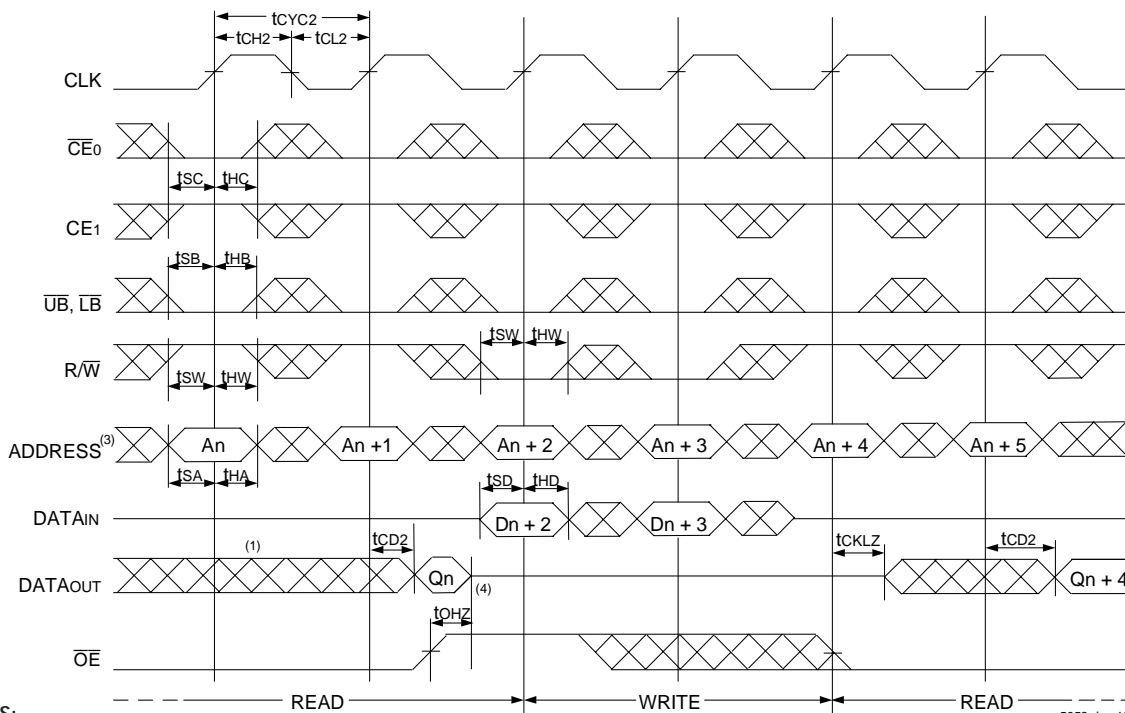 tCYC2
tCH2 tCL2
CLK
CE0
tSC tHC
CE1
tSB tHB
UB, LB
tSW tHW
R/W
tSW tHW
ADDRESS(3) An An +1 An + 2 An + 3 An + 4 An + 5
tSA tHA
tSD tHD
DATAIN Dn + 2 Dn + 3
tCD2 tCKLZ tCD2
(1)
DATAOUT Qn Qn + 4
(4)
tOHZ
OE
READ WRITE READ